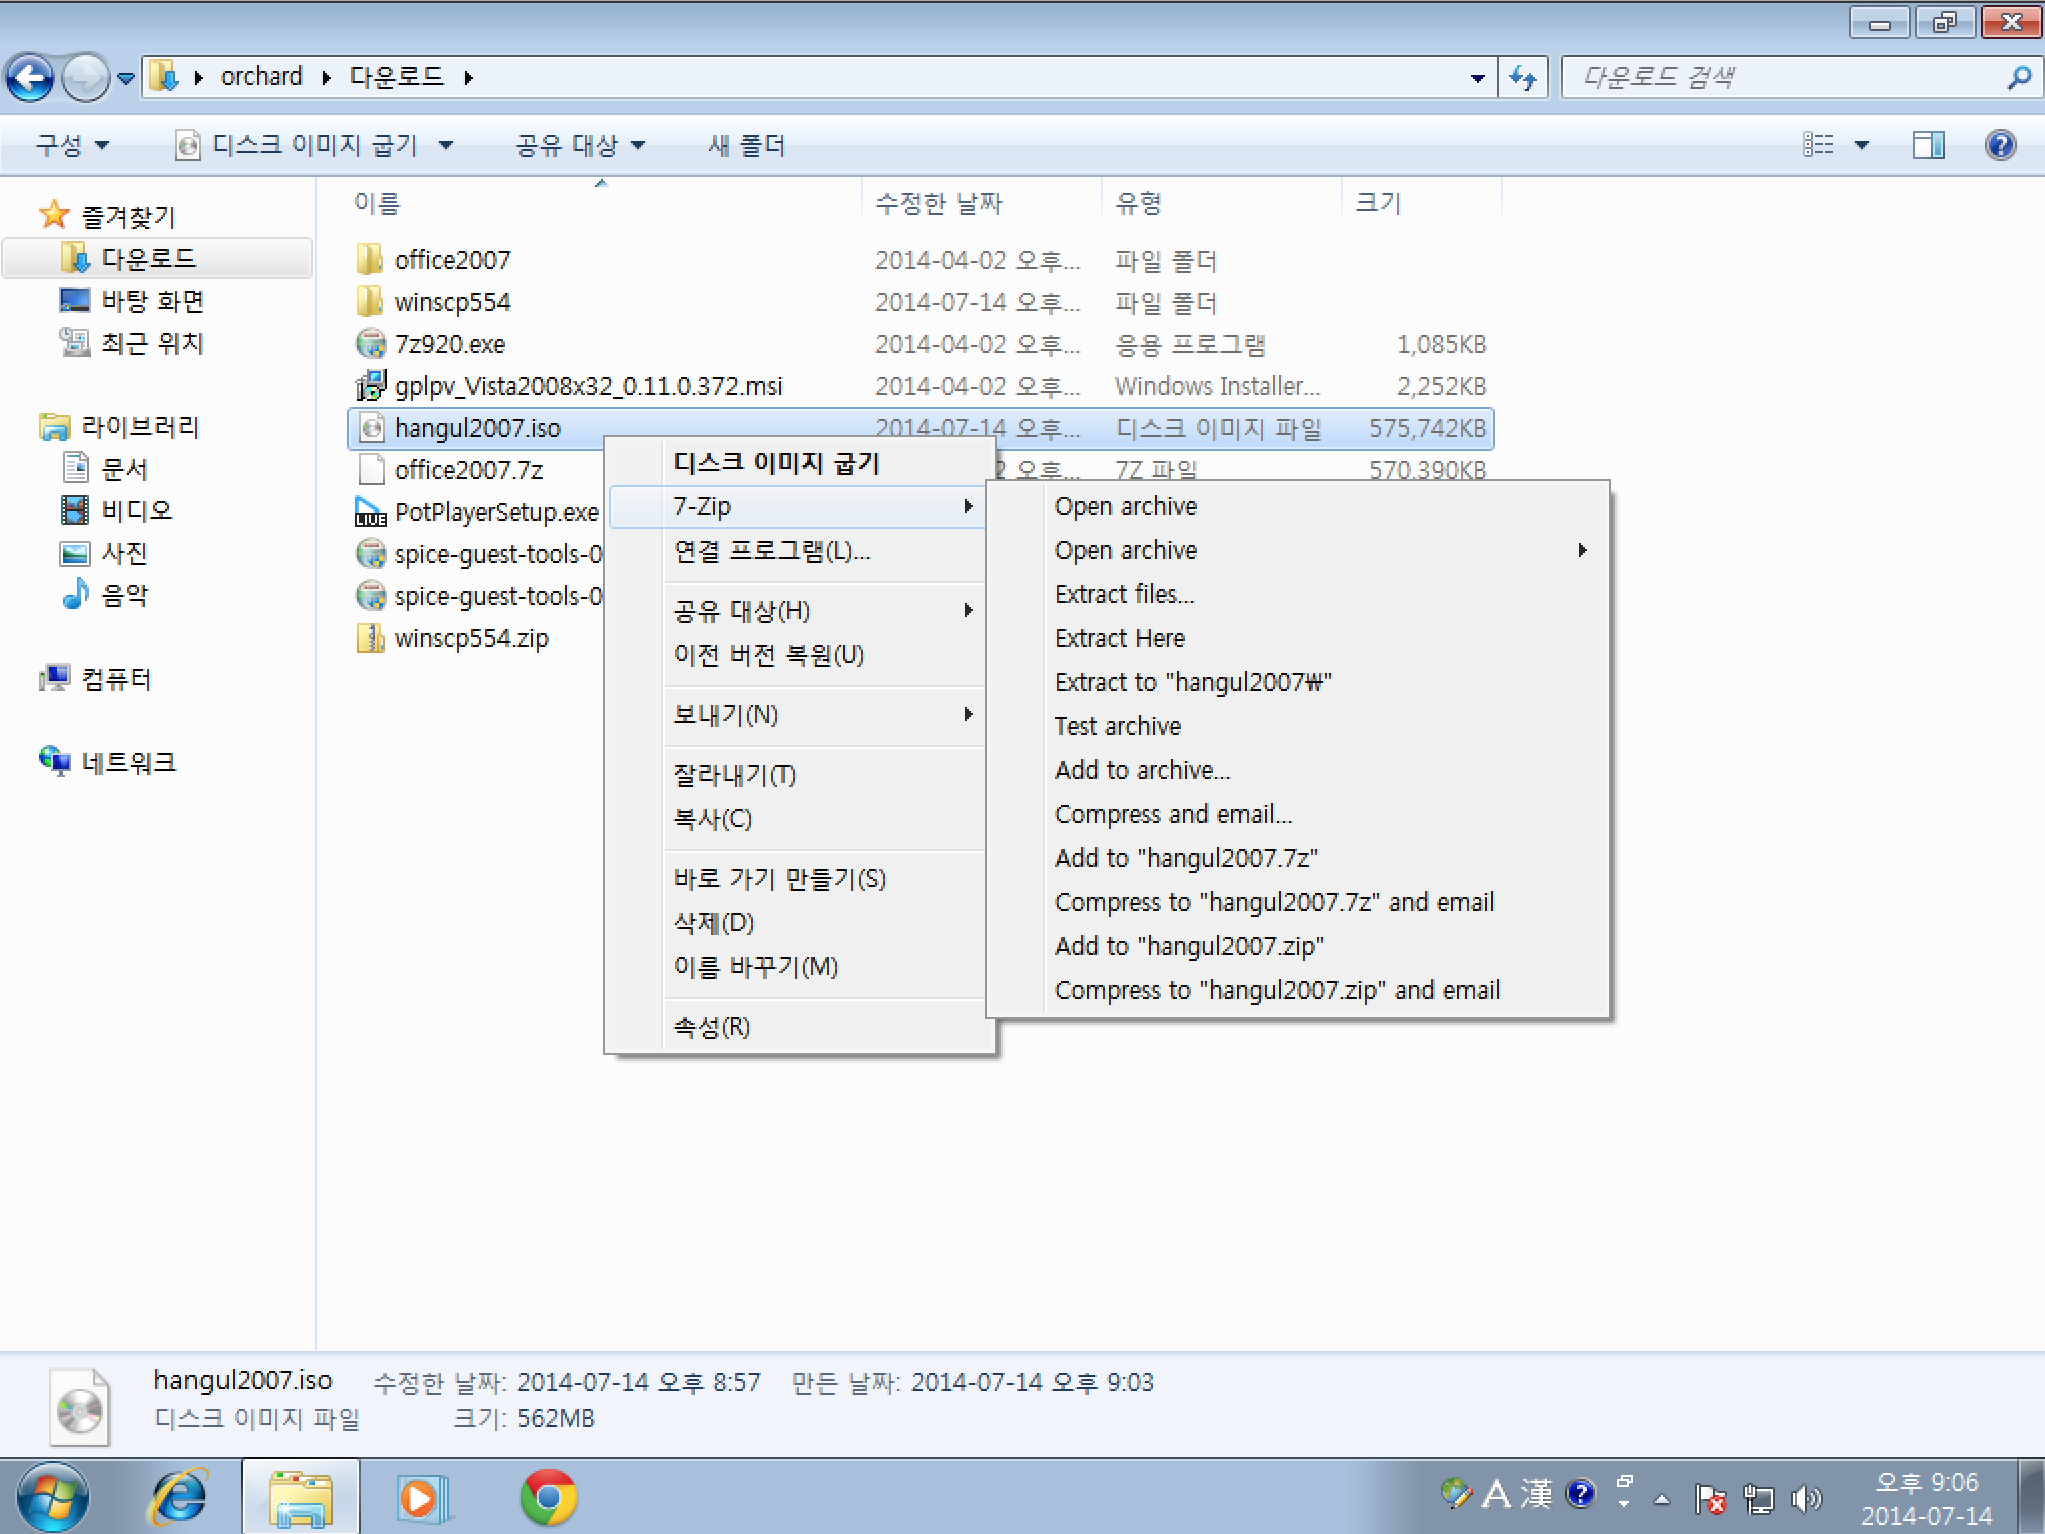 orchard 다운로드
다운로드 검색
구성 디스크 이미지 굽기 공유 대상 새 폴더
이름 수정한 날짜 유형 크기
즐겨찾기
다운로드
바탕 화면
최근 위치
라이브러리
문서
비디오
사진
음악
컴퓨터
네트워크
office2007 2014-04-02 오후... 파일 폴더
winscp554 2014-07-14 오후... 파일 폴더
7z920.exe 2014-04-02 오후... 응용 프로그램 1,085KB
gplpv_Vista2008x32_0.11.0.372.msi 2014-04-02 오후... Windows Installer... 2,252KB
hangul2007.iso 2014-07-14 오후... 디스크 이미지 파일 575,742KB
office2007.7z 2 오후... 7Z 파일 570,390KB
PotPlayerSetup.exe
spice-guest-tools-0
spice-guest-tools-0
winscp554.zip
디스크 이미지 굽기
7-Zip
연결 프로그램(L)...
공유 대상(H)
이전 버전 복원(U)
보내기(N)
잘라내기(T)
복사(C)
바로 가기 만들기(S)
삭제(D)
이름 바꾸기(M)
속성(R)
Open archive
Open archive
Extract files...
Extract Here
Extract to "hangul2007₩"
Test archive
Add to archive...
Compress and email...
Add to "hangul2007.7z"
Compress to "hangul2007.7z" and email
Add to "hangul2007.zip"
Compress to "hangul2007.zip" and email
hangul2007.iso 수정한 날짜: 2014-07-14 오후 8:57 만든 날짜: 2014-07-14 오후 9:03
디스크 이미지 파일 크기: 562MB
A 漢
오후 9:06
2014-07-14